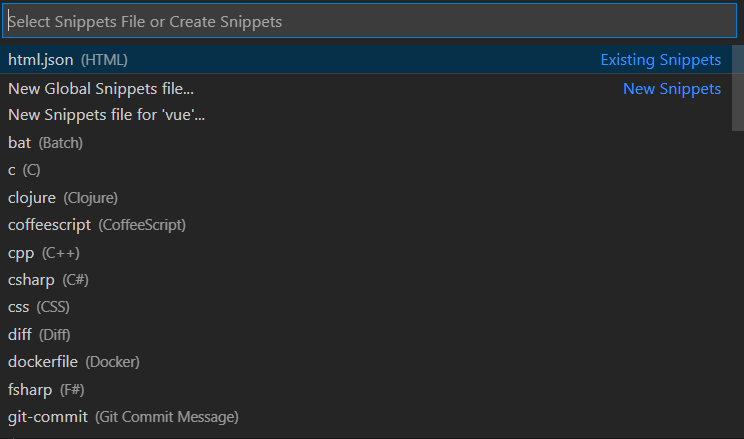 Select Snippets File or Create Snippets
html.json (HTML) Existing Snippets
New Global Snippets file... New Snippets
New Snippets file for 'vue'...
bat (Batch)
c (C)
clojure (Clojure)
coffeescript (CoffeeScript)
cpp (C++)
csharp (C#)
css (CSS)
diff (Diff)
dockerfile (Docker)
fsharp (F#)
git-commit (Git Commit Message)